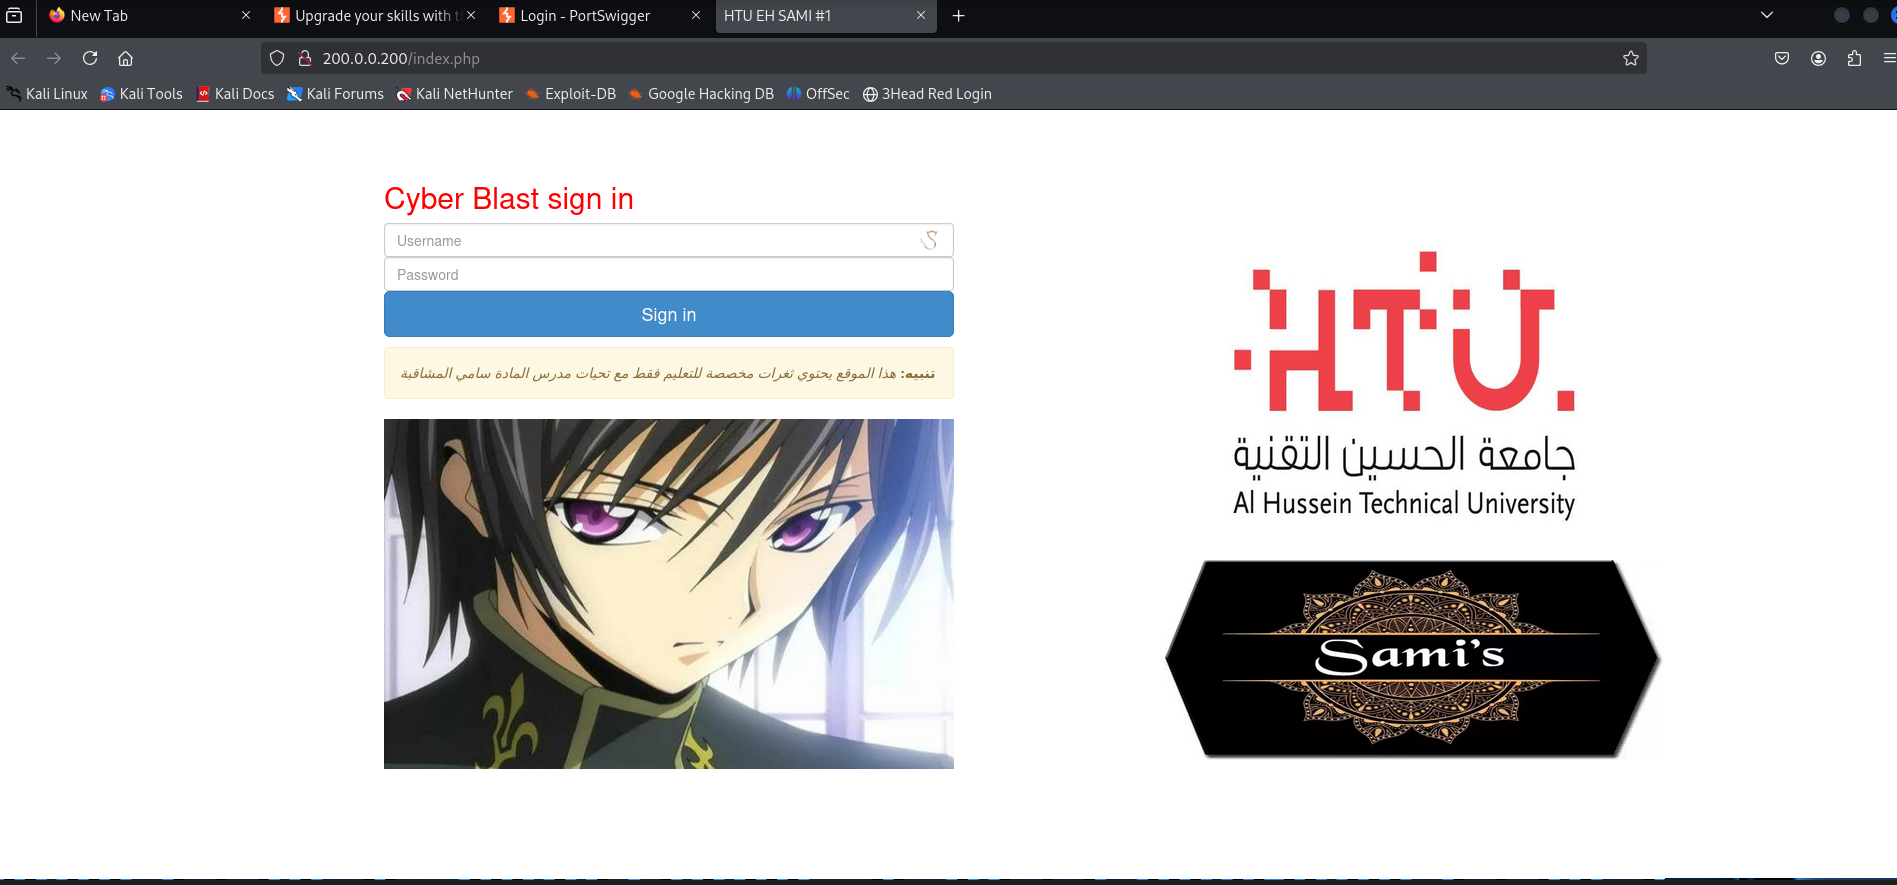 New Tab
Upgrade your skills with t
Login - PortSwigger
HTU EH SAMI #1
200.0.0.200/index.php
Kali Linux
Kali Tools
Kali Docs
Kali Forums
Kali NetHunter
Exploit-DB
Google Hacking DB
OffSec
3Head Red Login
Cyber Blast sign in
Username
Password
Sign in
تنبيه: هذا الموقع يحتوي ثغرات مخصصة للتعليم فقط مع تحيات مدرس المادة سامي المشاقبة
HTU
جامعة الحسين التقنية
Al Hussein Technical University
Sami's